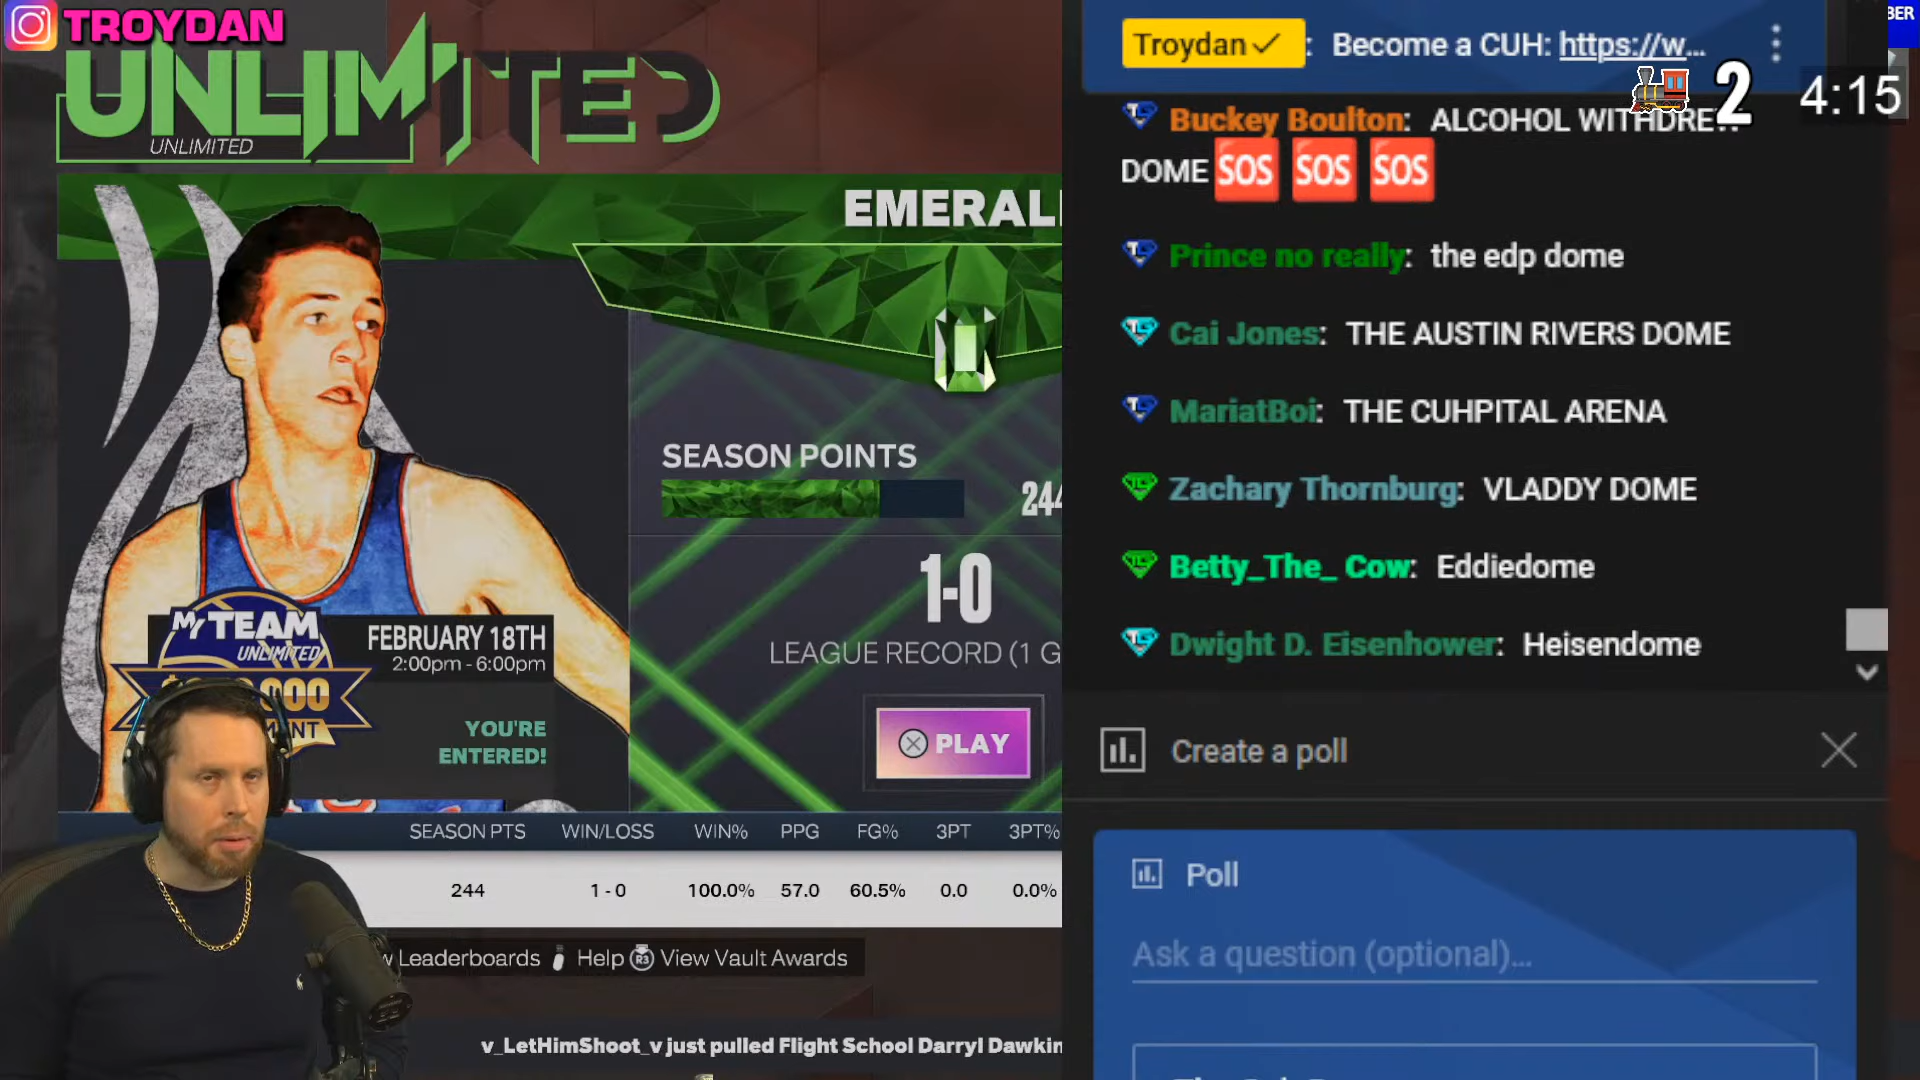 TROYDAN
UNLIMITED
UNLIMITED
EMERAL
SEASON POINTS
244
1-0
LEAGUE RECORD (1 G
PLAY
MyTEAM
UNLIMITED
FEBRUARY 18TH
2:00pm - 6:00pm
YOU'RE
ENTERED!
SEASON PTS WIN/LOSS WIN% PPG FG% 3PT 3PT%
244 1 - 0 100.0% 57.0 60.5% 0.0 0.0%
Leaderboards Help R3 View Vault Awards
v_LetHimShoot_v just pulled Flight School Darryl Dawkin
Troydan✓: Become a CUH: https://w...
2 4:15
BER
Buckey Boulton: ALCOHOL WITHDRE
DOME SOS SOS SOS
Prince no really: the edp dome
Cai Jones: THE AUSTIN RIVERS DOME
MariatBoi: THE CUHPITAL ARENA
Zachary Thornburg: VLADDY DOME
Betty_The_ Cow: Eddiedome
Dwight D. Eisenhower: Heisendome
Create a poll
Poll
Ask a question (optional)...